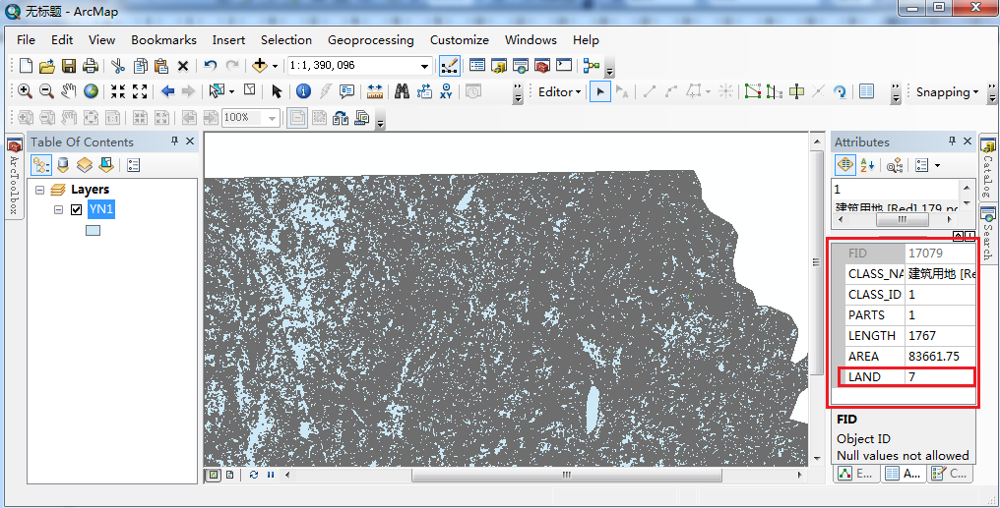 无标题 - ArcMap
File Edit View Bookmarks Insert Selection Geoprocessing Customize Windows Help
1:1,390,096
Editor Snapping
100%
ArcToolbox
Table Of Contents
Layers
YN1
Attributes
1
建筑用地 [Red] 179
FID 17079
CLASS_NA 建筑用地 [Re
CLASS_ID 1
PARTS 1
LENGTH 1767
AREA 83661.75
LAND 7
FID
Object ID
Null values not allowed
E... A... C...
Catalog
Search